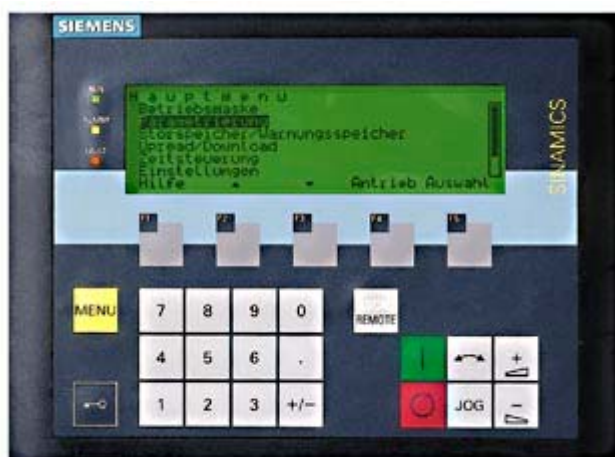 SIEMENS
Hauptmenü
Betriebsmaske
Parametrierung
Störspeicher/Warnungsspeicher
Upread/Download
Zeitsteuerung
Einstellungen
Hilfe Antrieb Auswahl
SINAMICS
F1 F2 F3 F4 F5
MENU 7 8 9 0 REMOTE
4 5 6 . +
1 2 3 +/- JOG −